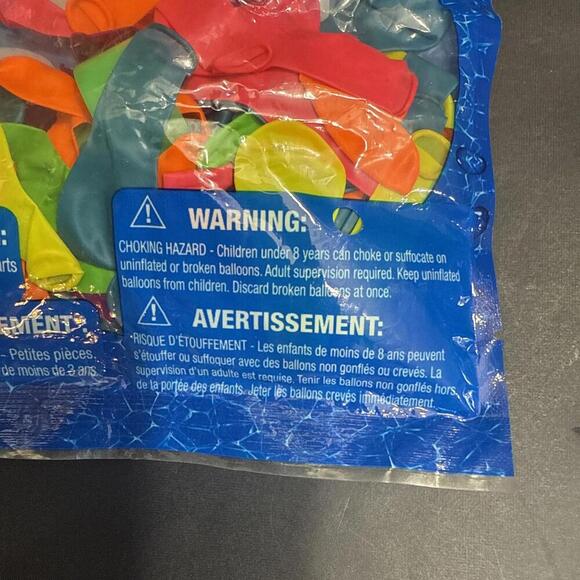 WARNING:
CHOKING HAZARD - Children under 8 years can choke or suffocate on
uninflated or broken balloons. Adult supervision required. Keep uninflated
balloons from children. Discard broken balloons at once.
AVERTISSEMENT:
•RISQUE D'ÉTOUFFEMENT - Les enfants de moins de 8 ans peuvent
s'étouffer ou suffoquer avec des ballons non gonflés ou crevés. La
supervision d'un adulte est requise. Tenir les ballons non gonflés hors
de la portée des enfants. Jeter les ballons crevés immédiatement.
:
arts
EMENT:
- Petites pièces.
de moins de 3 ans